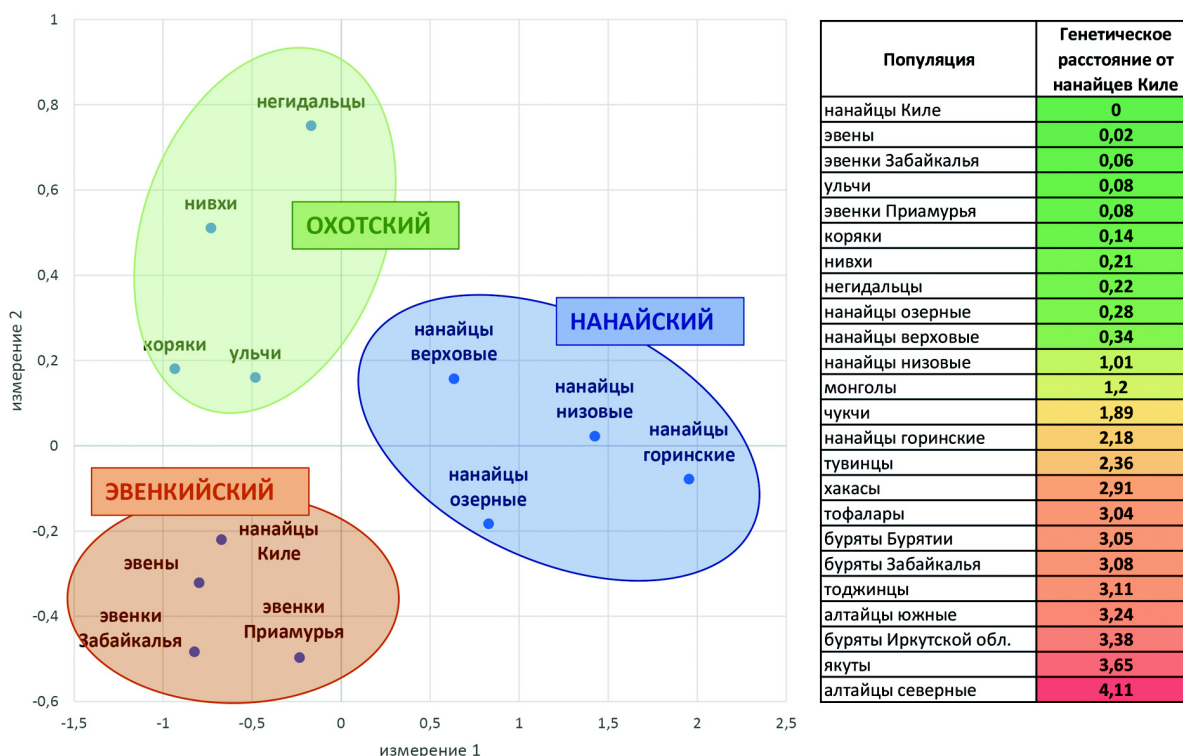 1
0,8
0,6
0,4
0,2
0
-0,2
-0,4
-0,6
измерение 2
негидальцы
нивхи
ОХОТСКИЙ
коряки
ульчи
НАНАЙСКИЙ
нанайцы
верховые
нанайцы
низовые
нанайцы
горинские
нанайцы
озерные
ЭВЕНКИЙСКИЙ
нанайцы
Киле
эвены
эвенки
Забайкалья
эвенки
Приамурья
-1,5 -1 -0,5 0 0,5 1 1,5 2 2,5
измерение 1
Популяция
Генетическое
расстояние от
нанайцев Киле
нанайцы Киле 0
эвены 0,02
эвенки Забайкалья 0,06
ульчи 0,08
эвенки Приамурья 0,08
коряки 0,14
нивхи 0,21
негидальцы 0,22
нанайцы озерные 0,28
нанайцы верховые 0,34
нанайцы низовые 1,01
монголы 1,2
чукчи 1,89
нанайцы горинские 2,18
тувинцы 2,36
хакасы 2,91
тофалары 3,04
буряты Бурятии 3,05
буряты Забайкалья 3,08
тоджинцы 3,11
алтайцы южные 3,24
буряты Иркутской обл. 3,38
якуты 3,65
алтайцы северные 4,11